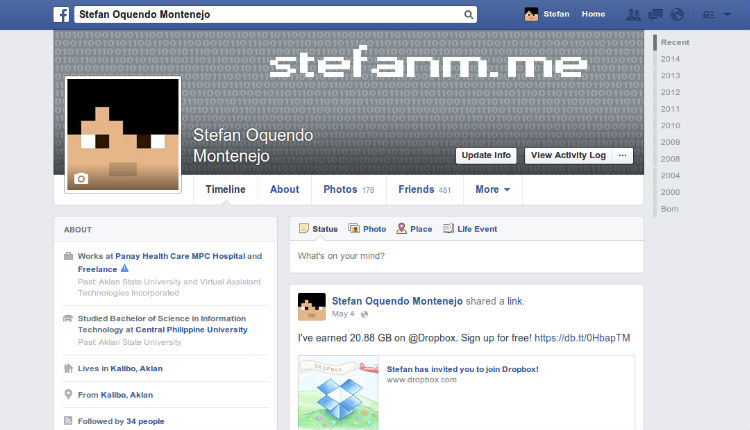 Stefan Oquendo Montenejo
Stefan
Home
stefanm.me
Stefan Oquendo
Montenejo
Update Info
View Activity Log
...
Timeline
About
Photos 178
Friends 481
More
Recent
2014
2013
2012
2011
2010
2009
2008
2004
2000
Born
ABOUT
Works at Panay Health Care MPC Hospital and
Freelance
Past: Aklan State University and Virtual Assistant
Technologies Incorporated
Studied Bachelor of Science in Information
Technology at Central Philippine University
Past: Aklan State University
Lives in Kalibo, Aklan
From Kalibo, Aklan
Followed by 34 people
Status
Photo
Place
Life Event
What's on your mind?
Stefan Oquendo Montenejo shared a link.
May 4
I've earned 20.88 GB on @Dropbox. Sign up for free! https://db.tt/0HbapTM
DROPBOX
Stefan has invited you to join Dropbox!
www.dropbox.com